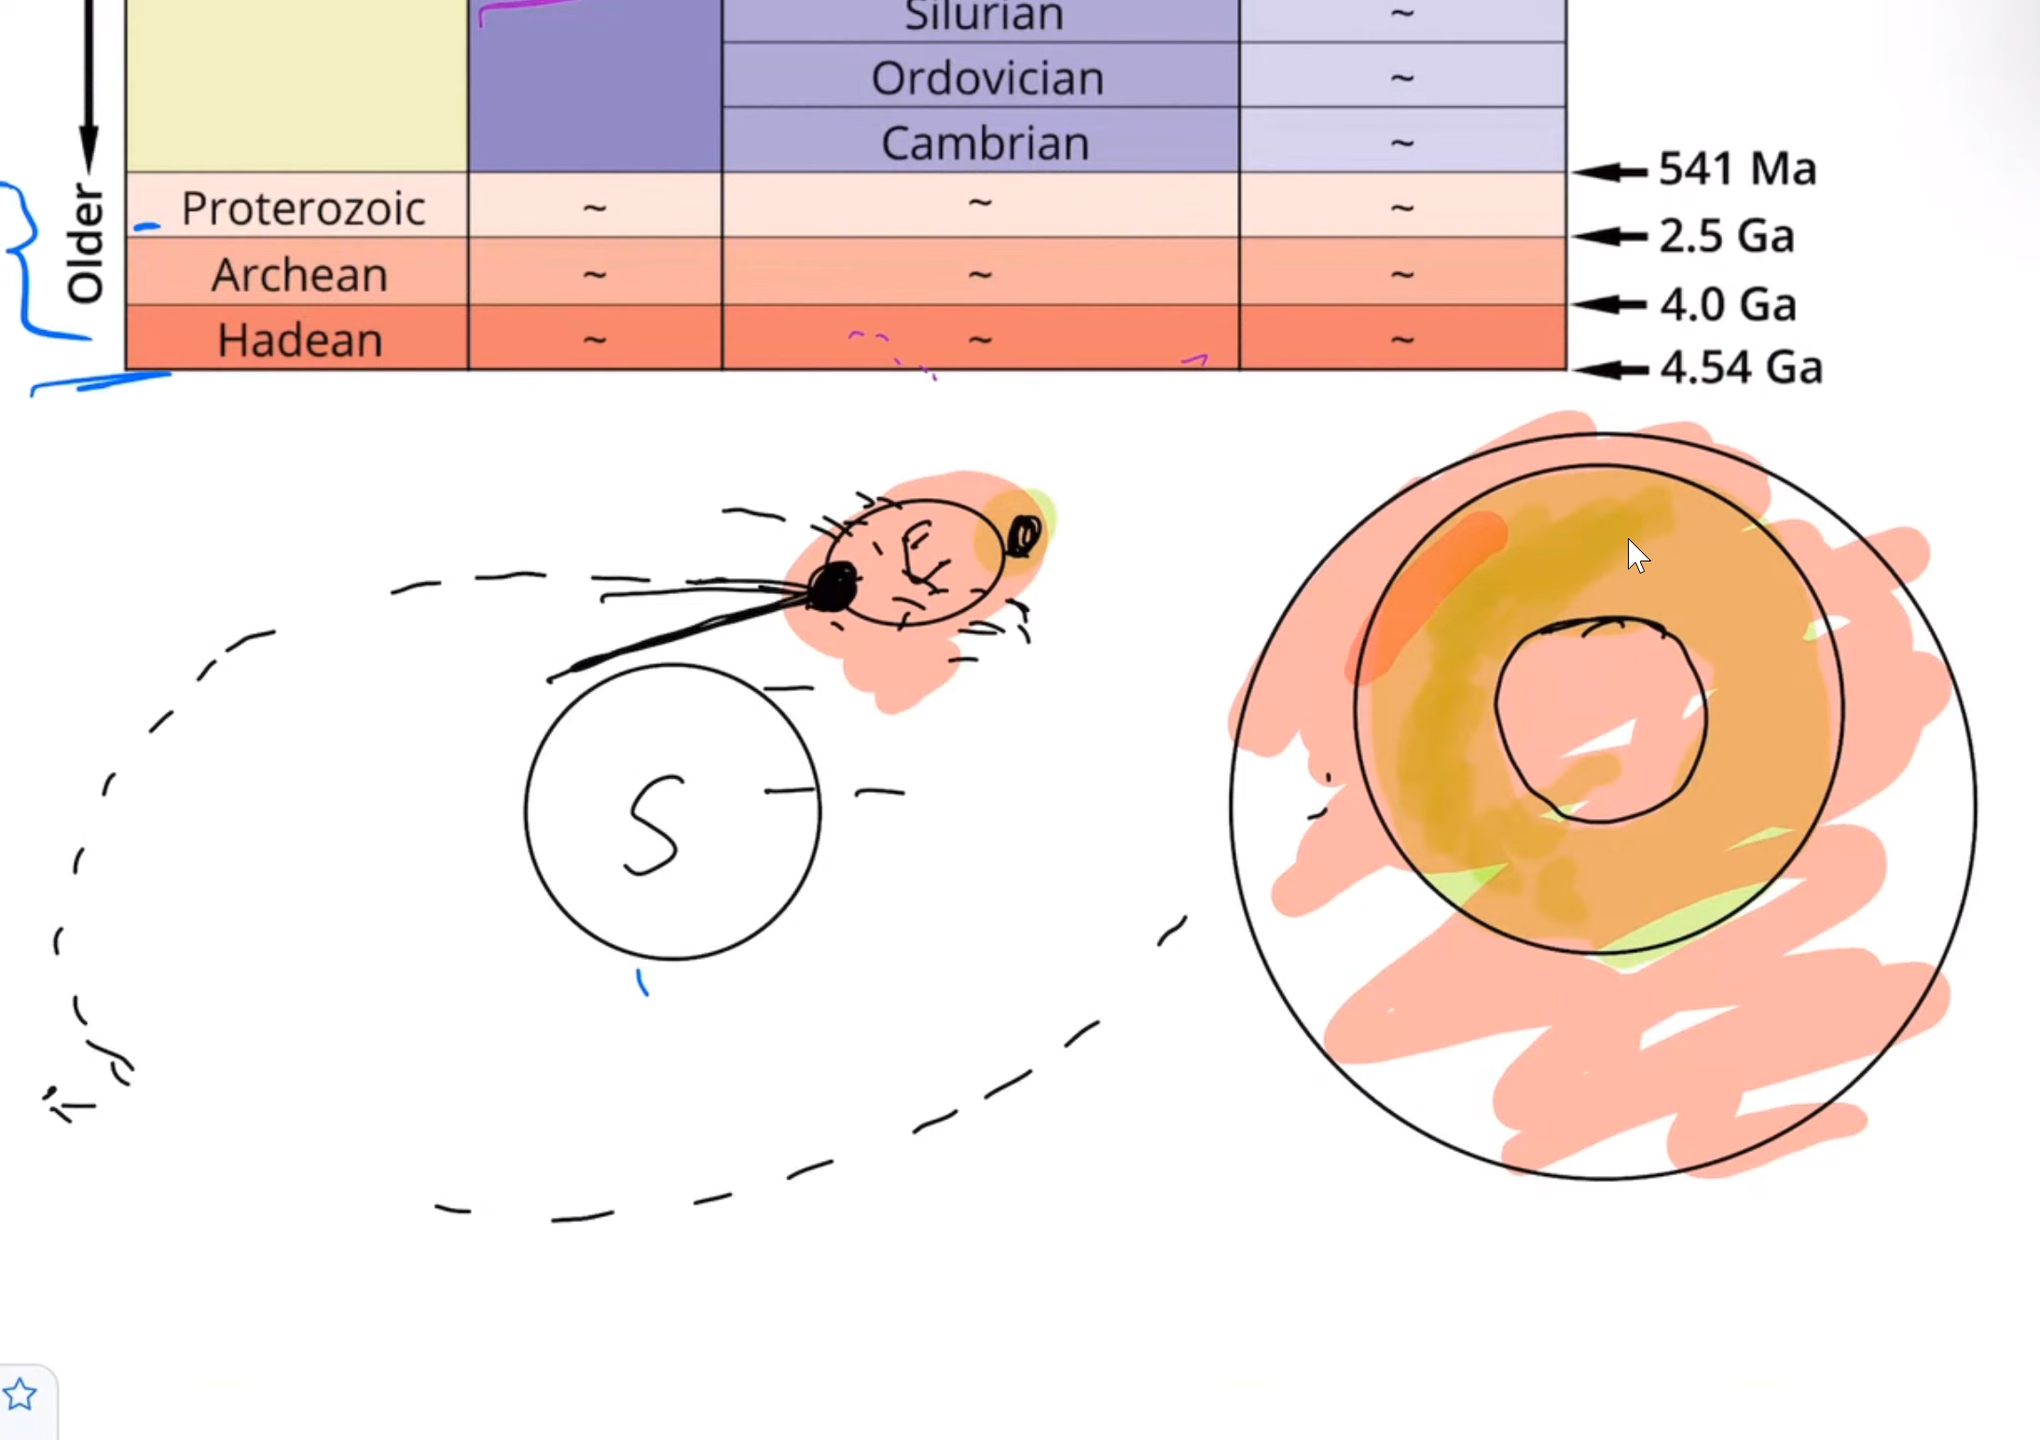 Silurian ~
Ordovician ~
Cambrian ~
541 Ma
Older
Proterozoic ~ ~ ~
2.5 Ga
Archean ~ ~ ~
4.0 Ga
Hadean ~ ~ ~
4.54 Ga
S